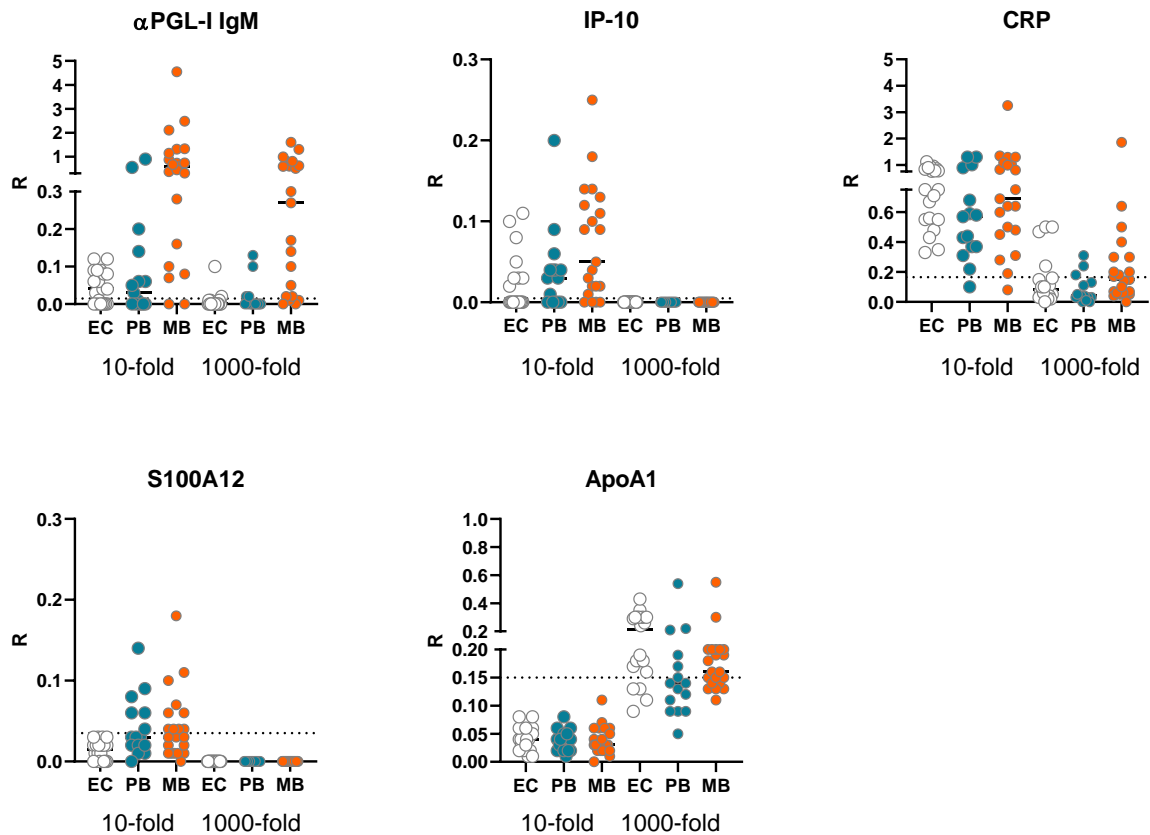 αPGL-I IgM
5
4
3
2
1
0.3
0.2
0.1
0.0
R
EC PB MB EC PB MB
10-fold 1000-fold
IP-10
0.3
0.2
0.1
0.0
R
EC PB MB EC PB MB
10-fold 1000-fold
CRP
5
4
3
2
1
0.6
0.4
0.2
0.0
R
EC PB MB EC PB MB
10-fold 1000-fold
S100A12
0.3
0.2
0.1
0.0
R
EC PB MB EC PB MB
10-fold 1000-fold
ApoA1
1.0
0.8
0.6
0.4
0.2
0.20
0.15
0.10
0.05
0.00
R
EC PB MB EC PB MB
10-fold 1000-fold